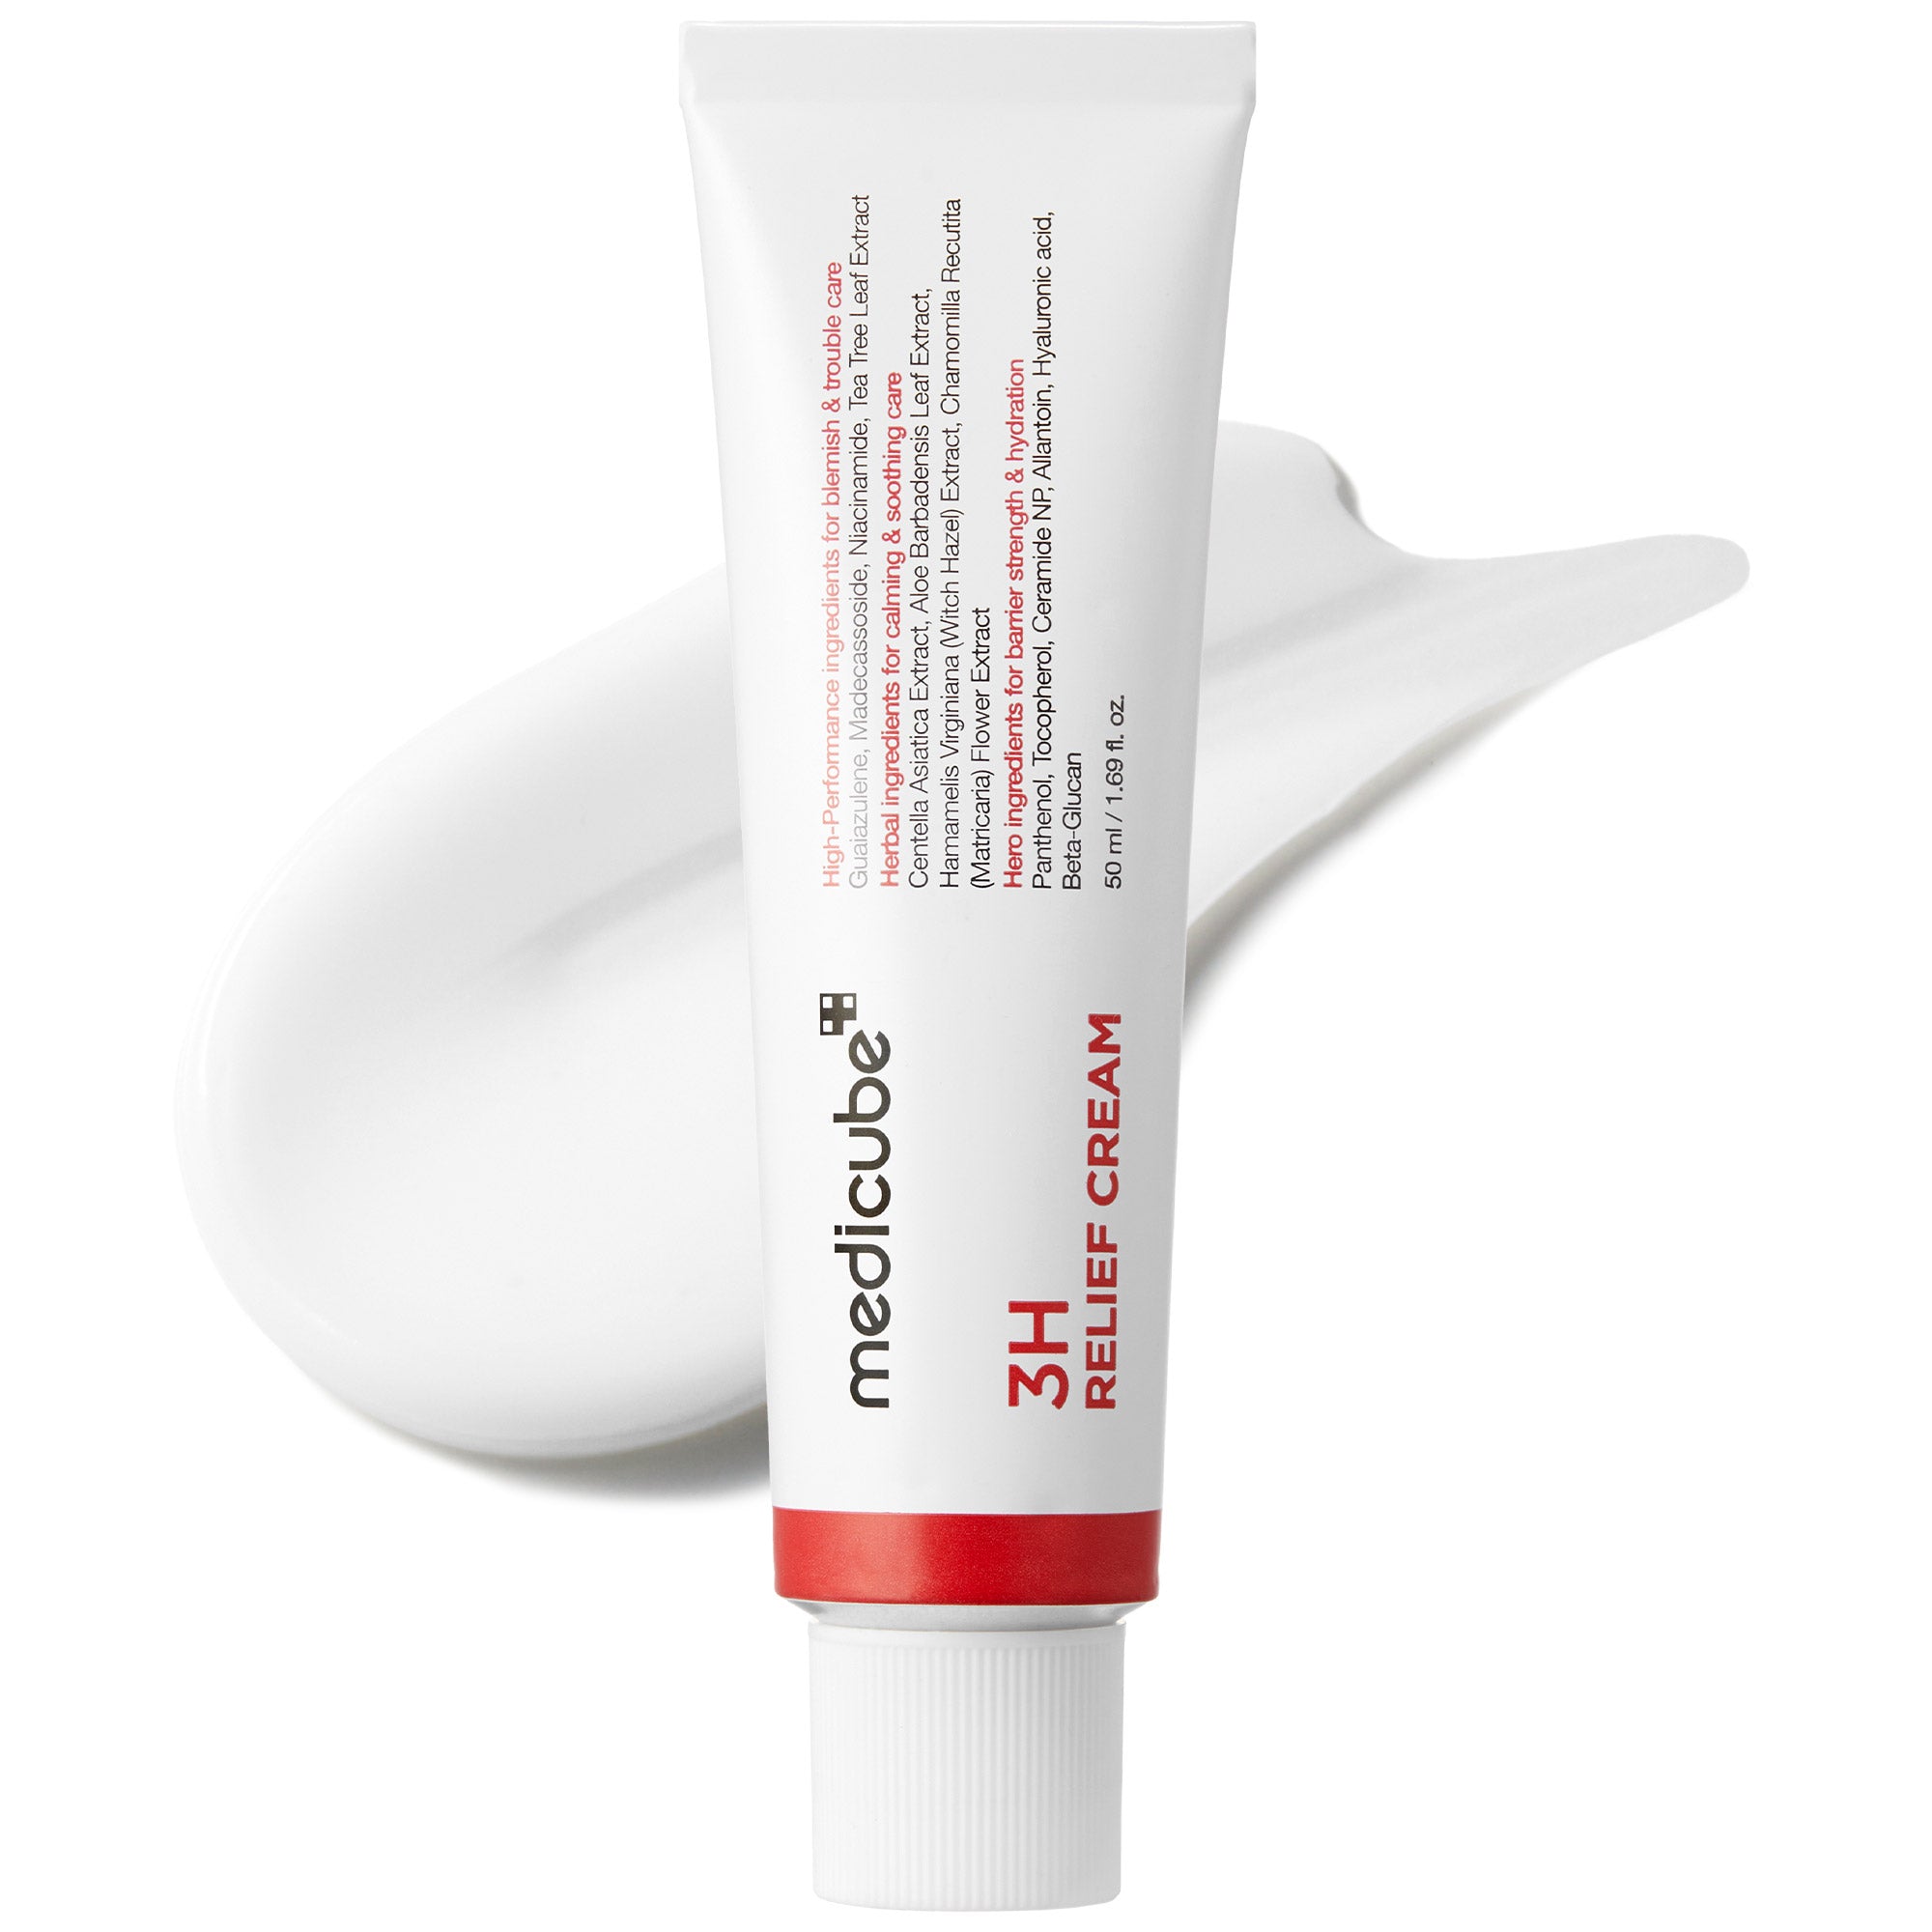 medicube
3H
RELIEF CREAM
High-Performance ingredients for blemish & trouble care
Guaiazulene, Madecassoside, Niacinamide, Tea Tree Leaf Extract
Herbal ingredients for calming & soothing care
Centella Asiatica Extract, Aloe Barbadensis Leaf Extract,
Hamamelis Virginiana (Witch Hazel) Extract, Chamomilla Recutita
(Matricaria) Flower Extract
Hero ingredients for barrier strength & hydration
Panthenol, Tocopherol, Ceramide NP, Allantoin, Hyaluronic acid,
Beta-Glucan
50 ml / 1.69 fl. oz.